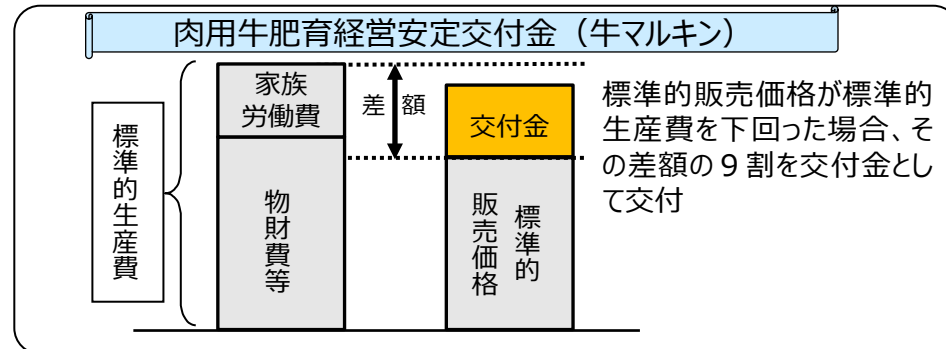 肉用牛肥育経営安定交付金（牛マルキン）
標準的生産費
家族
労働費
物財費等
差 額
交付金
標準的
販売価格
標準的販売価格が標準的
生産費を下回った場合、そ
の差額の９割を交付金とし
て交付